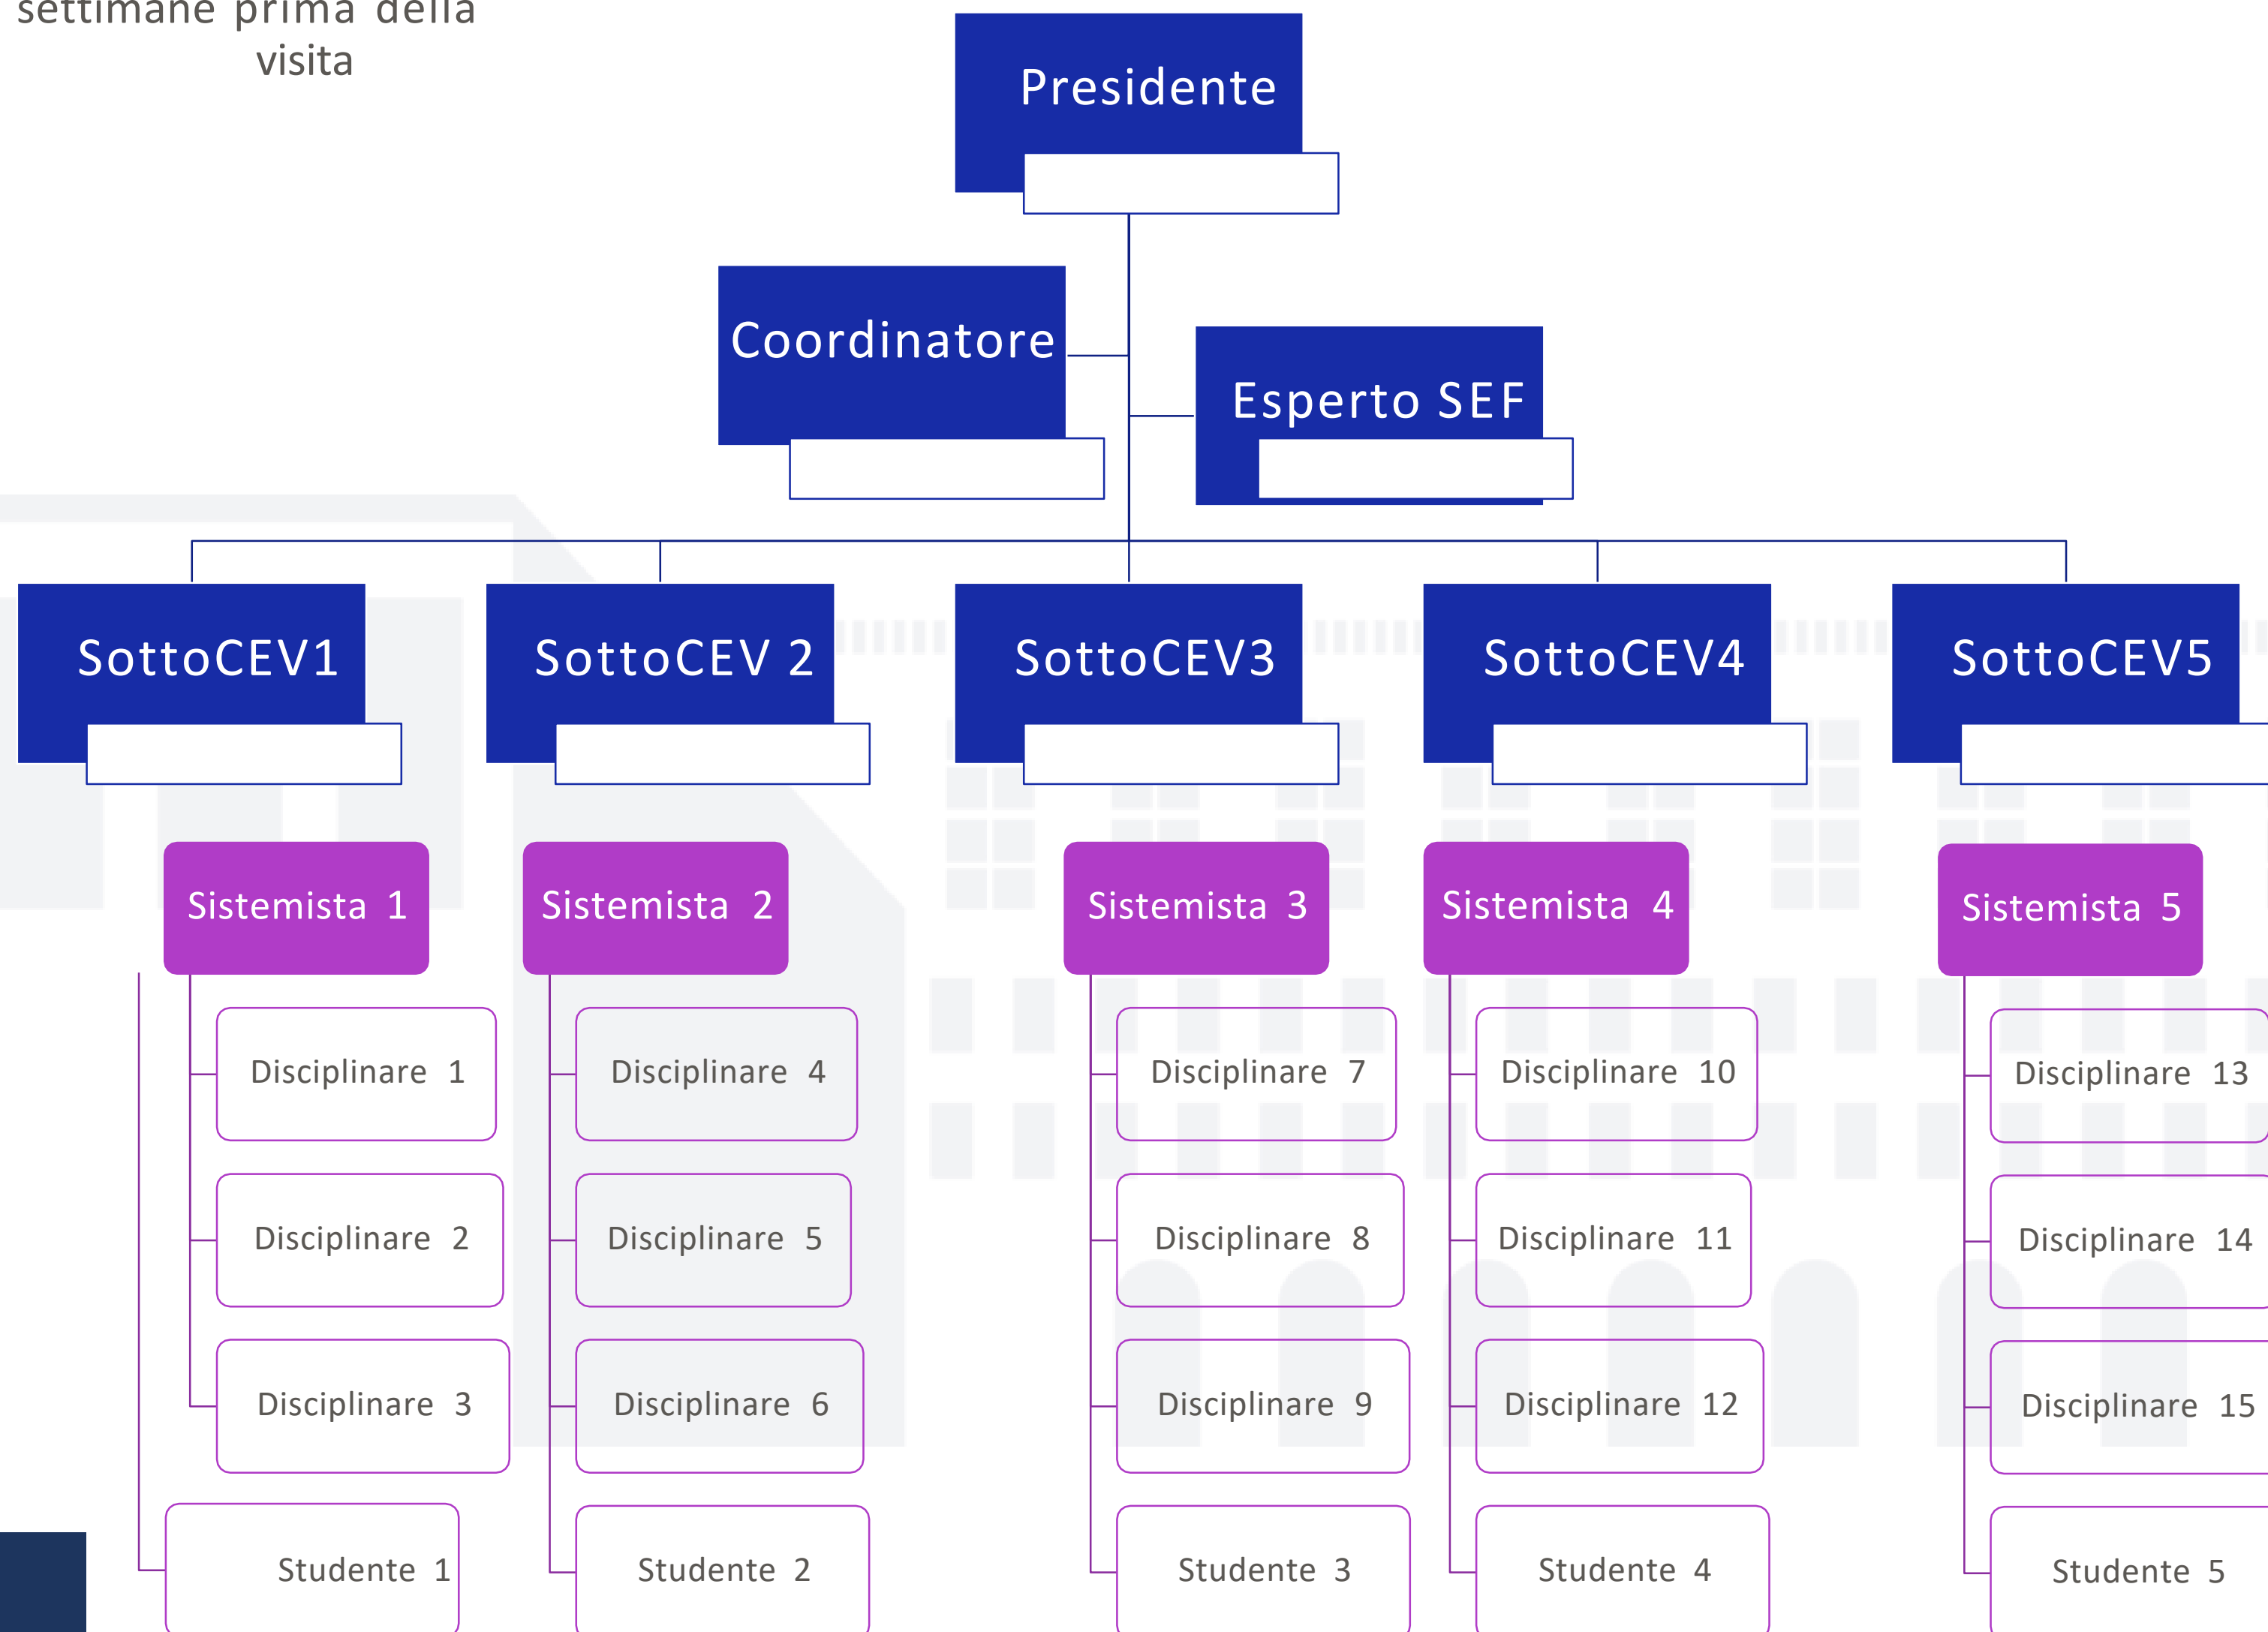 settimane prima della
visita
Presidente
Coordinatore
Esperto SEF
SottoCEV1
SottoCEV 2
SottoCEV3
SottoCEV4
SottoCEV5
Sistemista 1
Sistemista 2
Sistemista 3
Sistemista 4
Sistemista 5
Disciplinare 1
Disciplinare 4
Disciplinare 7
Disciplinare 10
Disciplinare 13
Disciplinare 2
Disciplinare 5
Disciplinare 8
Disciplinare 11
Disciplinare 14
Disciplinare 3
Disciplinare 6
Disciplinare 9
Disciplinare 12
Disciplinare 15
Studente 1
Studente 2
Studente 3
Studente 4
Studente 5